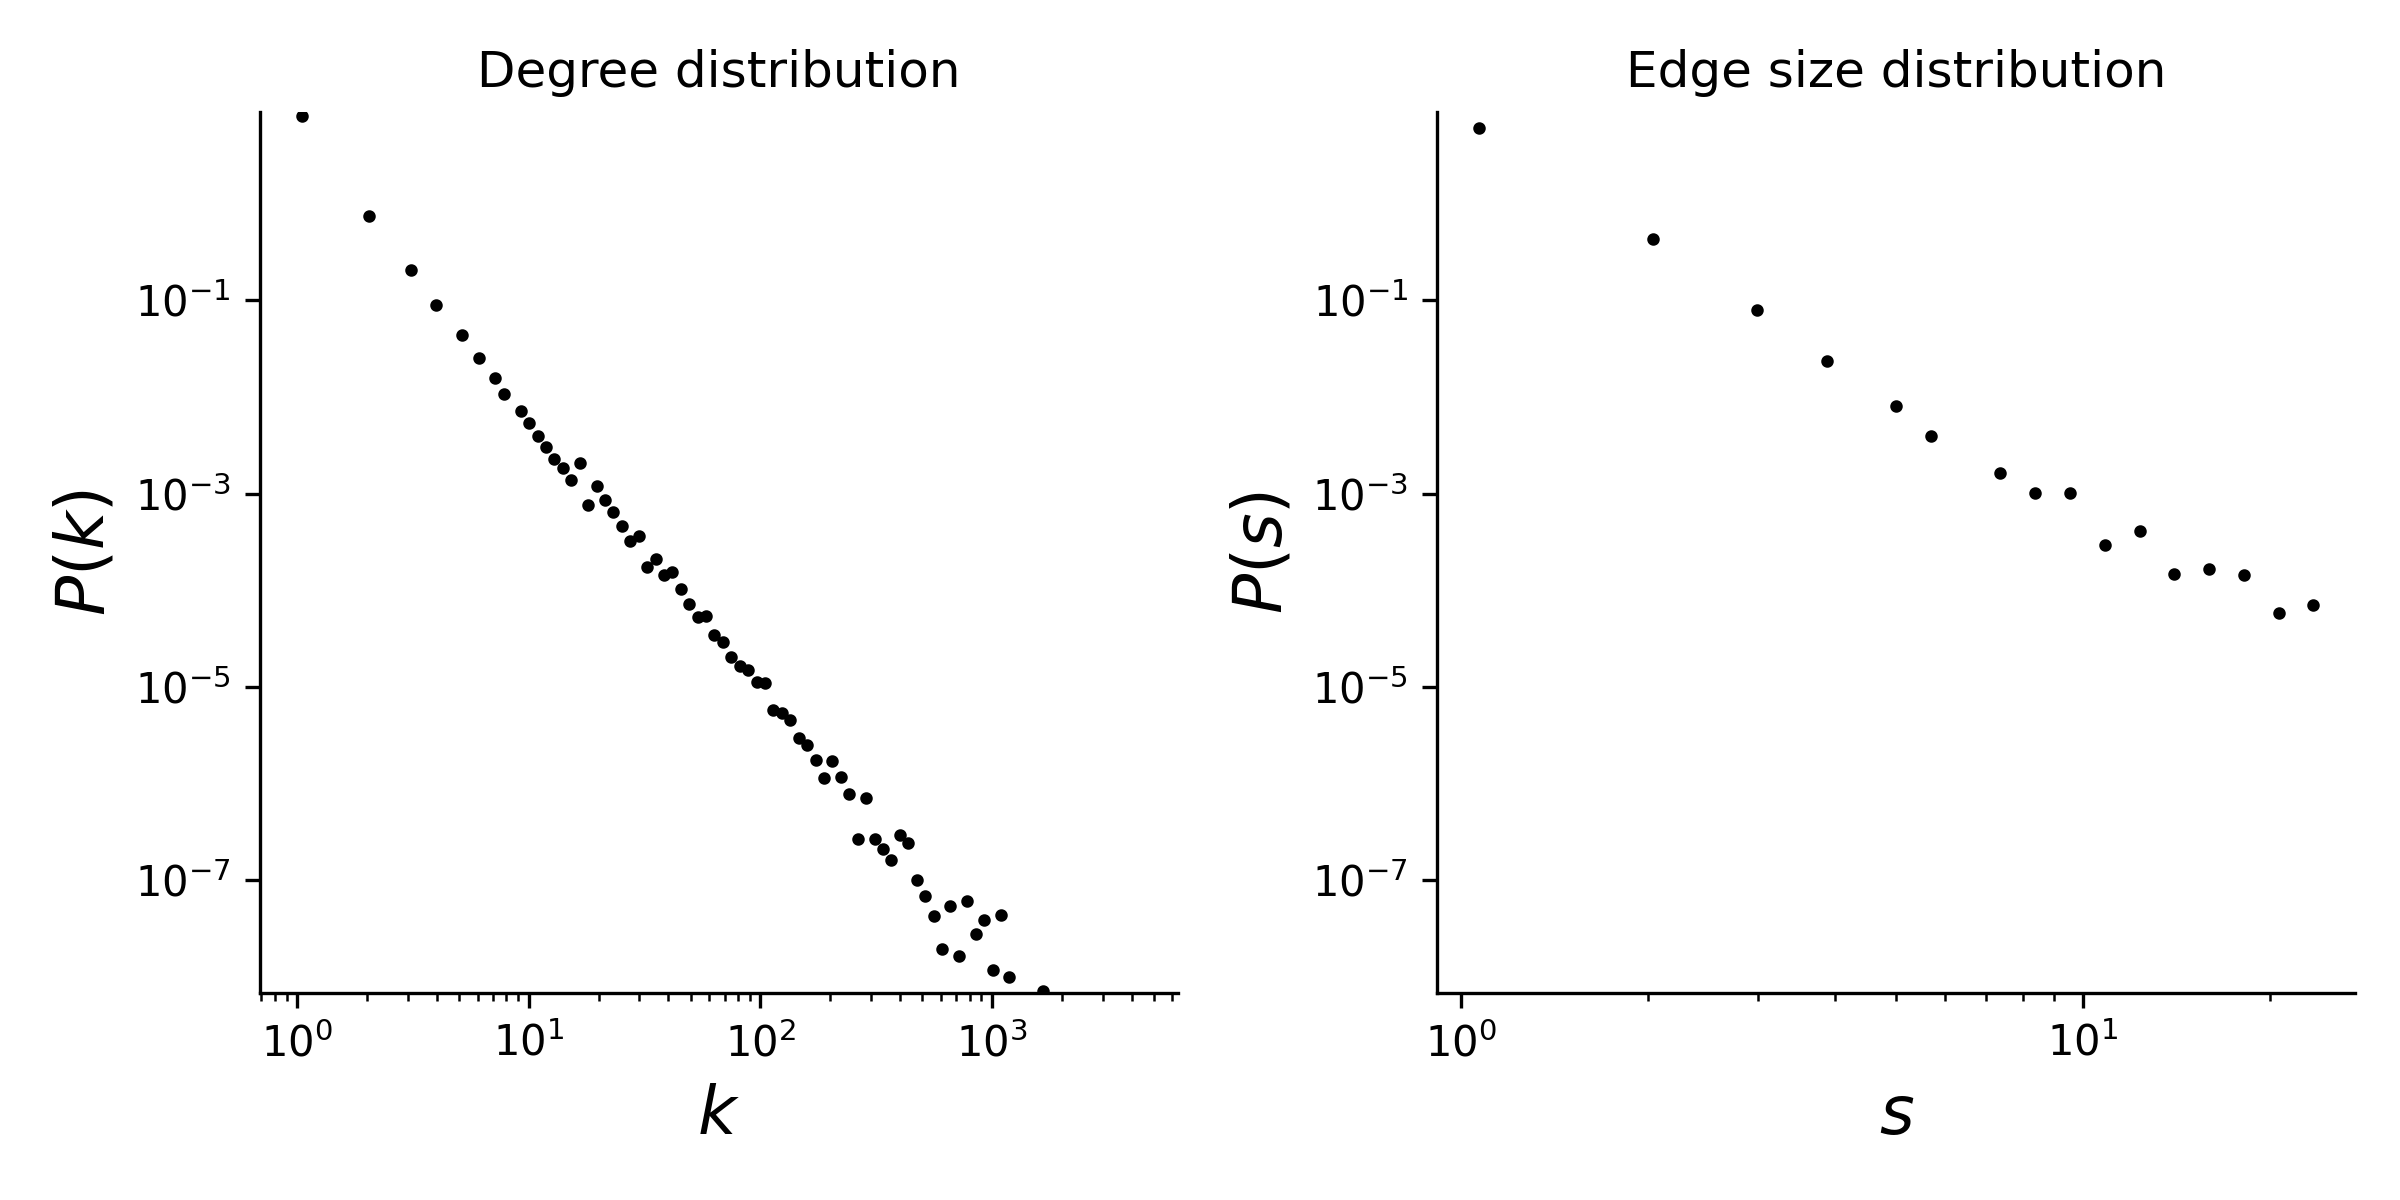 Degree distribution
P(k)
10⁻¹
10⁻³
10⁻⁵
10⁻⁷
10⁰ 10¹ 10² 10³
k
Edge size distribution
P(s)
10⁻¹
10⁻³
10⁻⁵
10⁻⁷
10⁰ 10¹
s